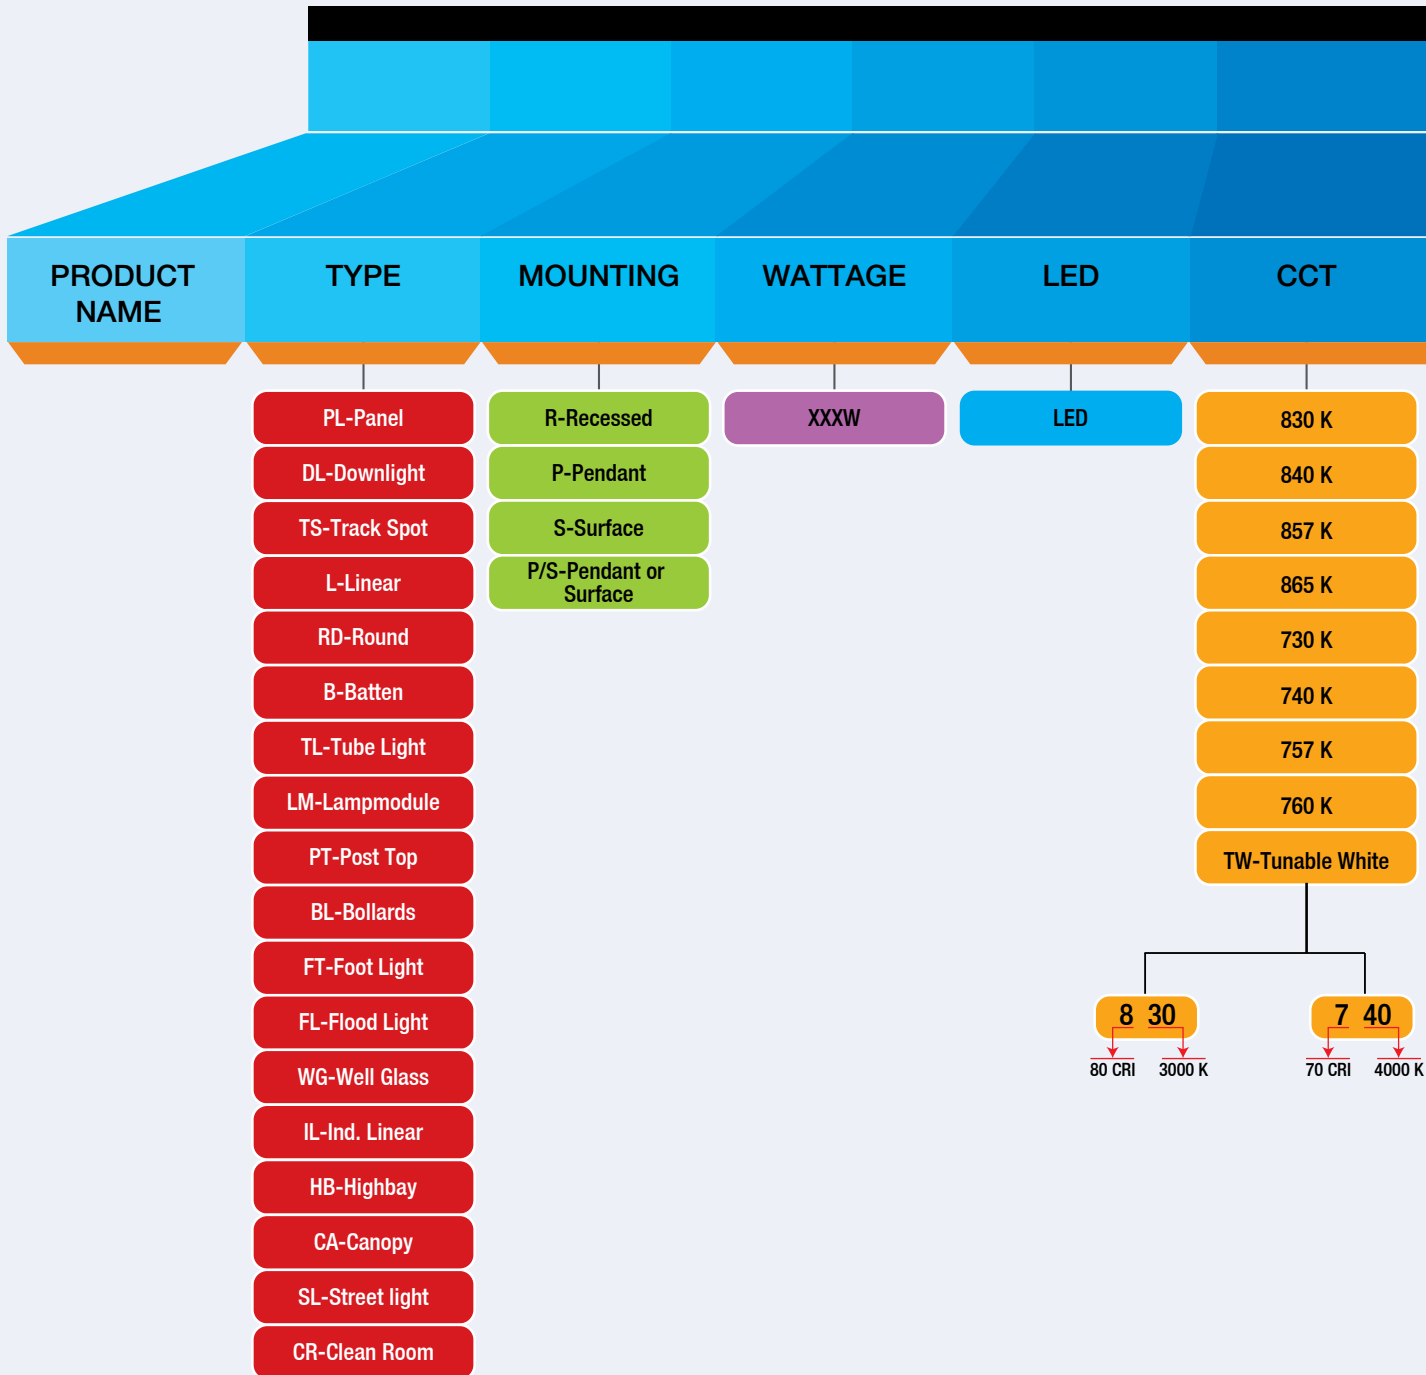 PRODUCT
NAME
TYPE
MOUNTING
WATTAGE
LED
CCT
PL-Panel
DL-Downlight
TS-Track Spot
L-Linear
RD-Round
B-Batten
TL-Tube Light
LM-Lampmodule
PT-Post Top
BL-Bollards
FT-Foot Light
FL-Flood Light
WG-Well Glass
IL-Ind. Linear
HB-Highbay
CA-Canopy
SL-Street light
CR-Clean Room
R-Recessed
P-Pendant
S-Surface
P/S-Pendant or
Surface
XXXW
LED
830 K
840 K
857 K
865 K
730 K
740 K
757 K
760 K
TW-Tunable White
8 30
80 CRI 3000 K
7 40
70 CRI 4000 K